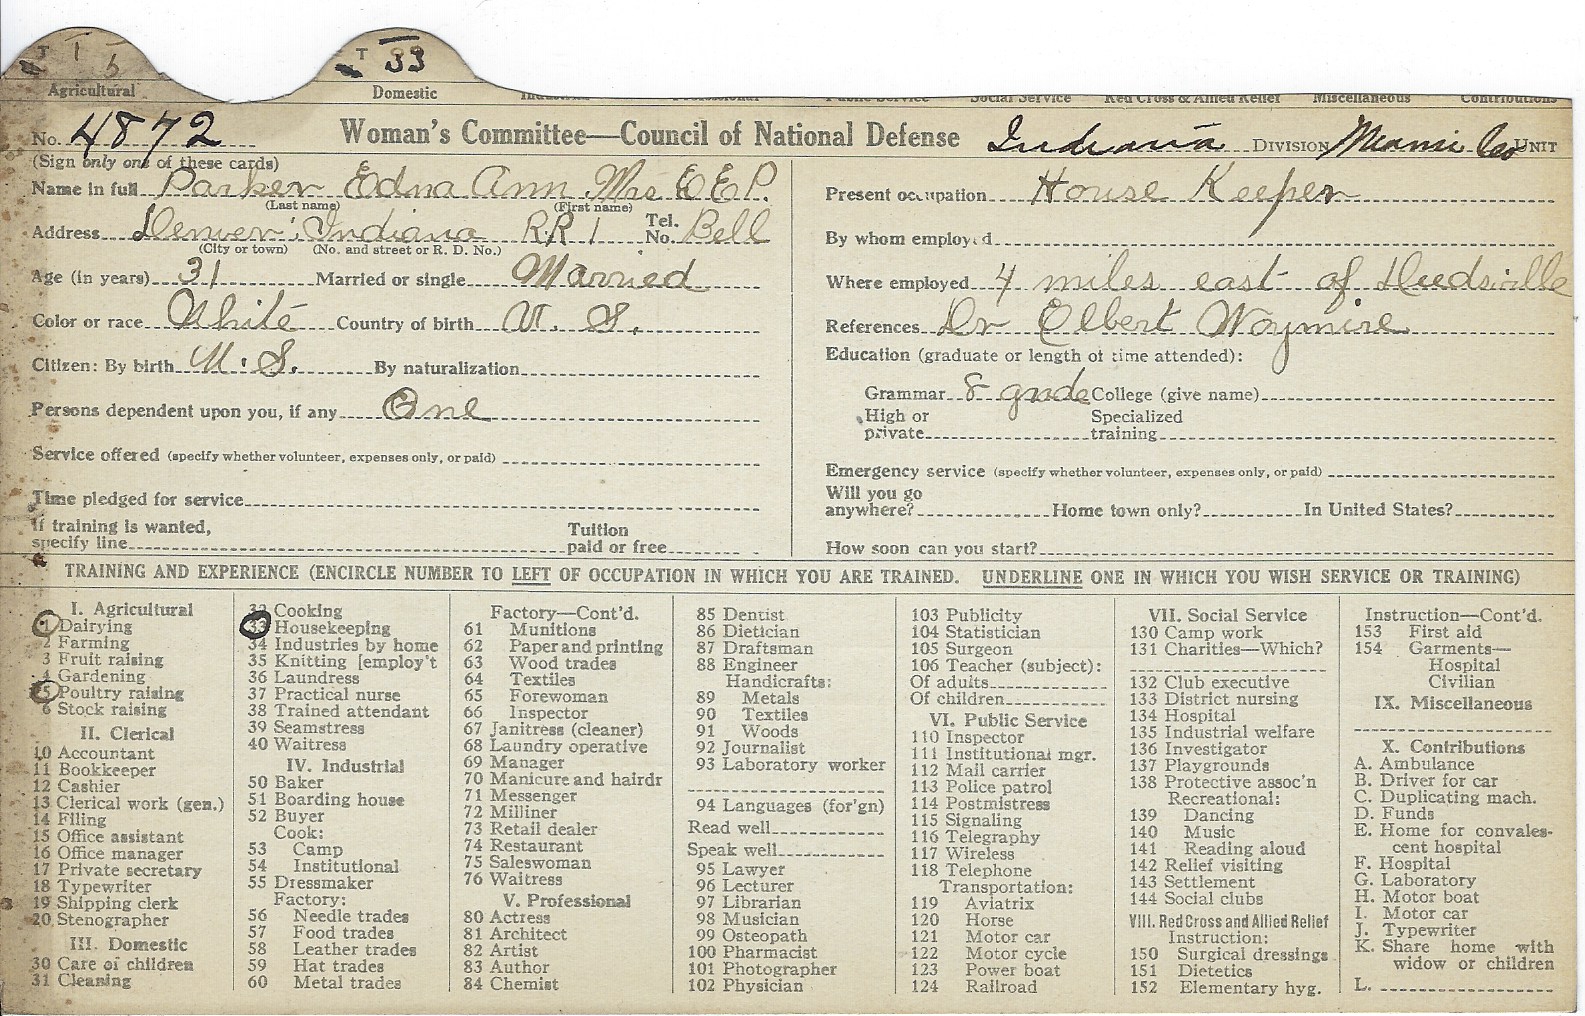 T 1 5 T 33
Agricultural Domestic Public Service Social Service Red Cross & Allied Relief Miscellaneous Contributions
No. 4872 Woman's Committee—Council of National Defense Indiana DIVISION Miami Co UNIT
(Sign only one of these cards)
Name in full Parker Edna Ann Mrs O E P.
(Last name) (First name)
Address Denver Indiana RR 1 Tel. No. Bell
(City or town) (No. and street or R. D. No.)
Age (in years) 31 Married or single Married
Color or race White Country of birth U. S.
Citizen: By birth U. S. By naturalization
Persons dependent upon you, if any One
Service offered (specify whether volunteer, expenses only, or paid)
Time pledged for service
If training is wanted, specify line Tuition paid or free
Present occupation House Keeper
By whom employed
Where employed 4 miles east of Deedsville
References Dr Elbert Waymire
Education (graduate or length of time attended):
Grammar 8 grade College (give name)
High or private Specialized training
Emergency service (specify whether volunteer, expenses only, or paid)
Will you go anywhere? Home town only? In United States?
How soon can you start?
TRAINING AND EXPERIENCE (ENCIRCLE NUMBER TO LEFT OF OCCUPATION IN WHICH YOU ARE TRAINED. UNDERLINE ONE IN WHICH YOU WISH SERVICE OR TRAINING)
I. Agricultural
1 Dairying
2 Farming
3 Fruit raising
4 Gardening
5 Poultry raising
6 Stock raising
II. Clerical
10 Accountant
11 Bookkeeper
12 Cashier
13 Clerical work (gen.)
14 Filing
15 Office assistant
16 Office manager
17 Private secretary
18 Typewriter
19 Shipping clerk
20 Stenographer
III. Domestic
30 Care of children
31 Cleaning
32 Cooking
33 Housekeeping
34 Industries by home
35 Knitting [employ't
36 Laundress
37 Practical nurse
38 Trained attendant
39 Seamstress
40 Waitress
IV. Industrial
50 Baker
51 Boarding house
52 Buyer
Cook:
53 Camp
54 Institutional
55 Dressmaker
Factory:
56 Needle trades
57 Food trades
58 Leather trades
59 Hat trades
60 Metal trades
Factory—Cont'd.
61 Munitions
62 Paper and printing
63 Wood trades
64 Textiles
65 Forewoman
66 Inspector
67 Janitress (cleaner)
68 Laundry operative
69 Manager
70 Manicure and hairdr
71 Messenger
72 Milliner
73 Retail dealer
74 Restaurant
75 Saleswoman
76 Waitress
V. Professional
80 Actress
81 Architect
82 Artist
83 Author
84 Chemist
85 Dentist
86 Dietician
87 Draftsman
88 Engineer
Handicrafts:
89 Metals
90 Textiles
91 Woods
92 Journalist
93 Laboratory worker
94 Languages (for'gn)
Read well
Speak well
95 Lawyer
96 Lecturer
97 Librarian
98 Musician
99 Osteopath
100 Pharmacist
101 Photographer
102 Physician
103 Publicity
104 Statistician
105 Surgeon
106 Teacher (subject):
Of adults
Of children
VI. Public Service
110 Inspector
111 Institutional mgr.
112 Mail carrier
113 Police patrol
114 Postmistress
115 Signaling
116 Telegraphy
117 Wireless
118 Telephone
Transportation:
119 Aviatrix
120 Horse
121 Motor car
122 Motor cycle
123 Power boat
124 Railroad
VII. Social Service
130 Camp work
131 Charities—Which?
132 Club executive
133 District nursing
134 Hospital
135 Industrial welfare
136 Investigator
137 Playgrounds
138 Protective assoc'n
Recreational:
139 Dancing
140 Music
141 Reading aloud
142 Relief visiting
143 Settlement
144 Social clubs
VIII. Red Cross and Allied Relief
Instruction:
150 Surgical dressings
151 Dietetics
152 Elementary hyg.
Instruction—Cont'd.
153 First aid
154 Garments—
Hospital
Civilian
IX. Miscellaneous
X. Contributions
A. Ambulance
B. Driver for car
C. Duplicating mach.
D. Funds
E. Home for convales-
cent hospital
F. Hospital
G. Laboratory
H. Motor boat
I. Motor car
J. Typewriter
K. Share home with
widow or children
L.